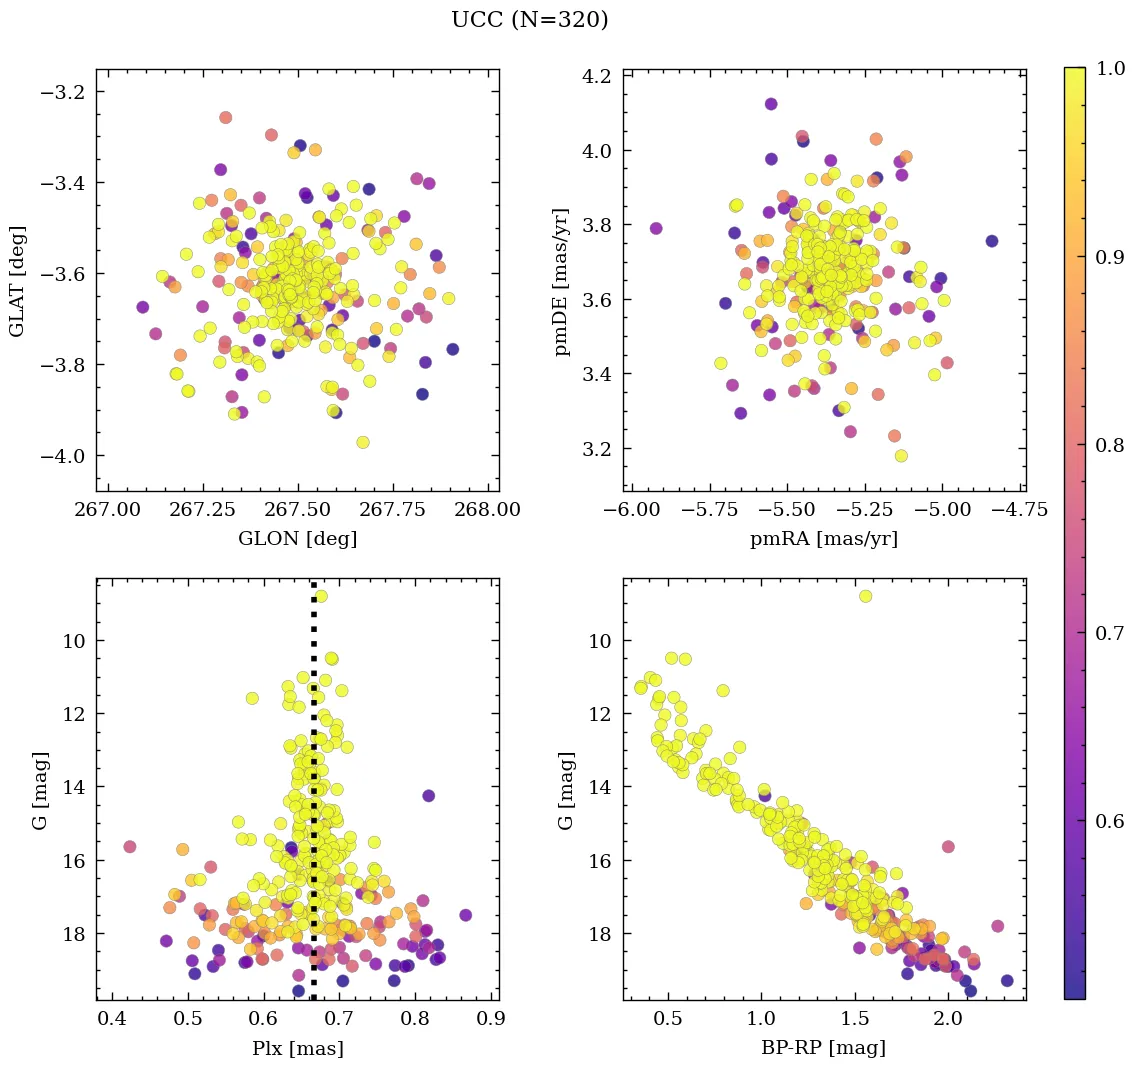 UCC (N=320)
−3.2
−3.4
−3.6
−3.8
−4.0
GLAT [deg]
267.00 267.25 267.50 267.75 268.00
GLON [deg]
4.2
4.0
3.8
3.6
3.4
3.2
pmDE [mas/yr]
−6.00 −5.75 −5.50 −5.25 −5.00 −4.75
pmRA [mas/yr]
10
12
14
16
18
G [mag]
0.4 0.5 0.6 0.7 0.8 0.9
Plx [mas]
10
12
14
16
18
G [mag]
0.5 1.0 1.5 2.0
BP-RP [mag]
1.0
0.9
0.8
0.7
0.6